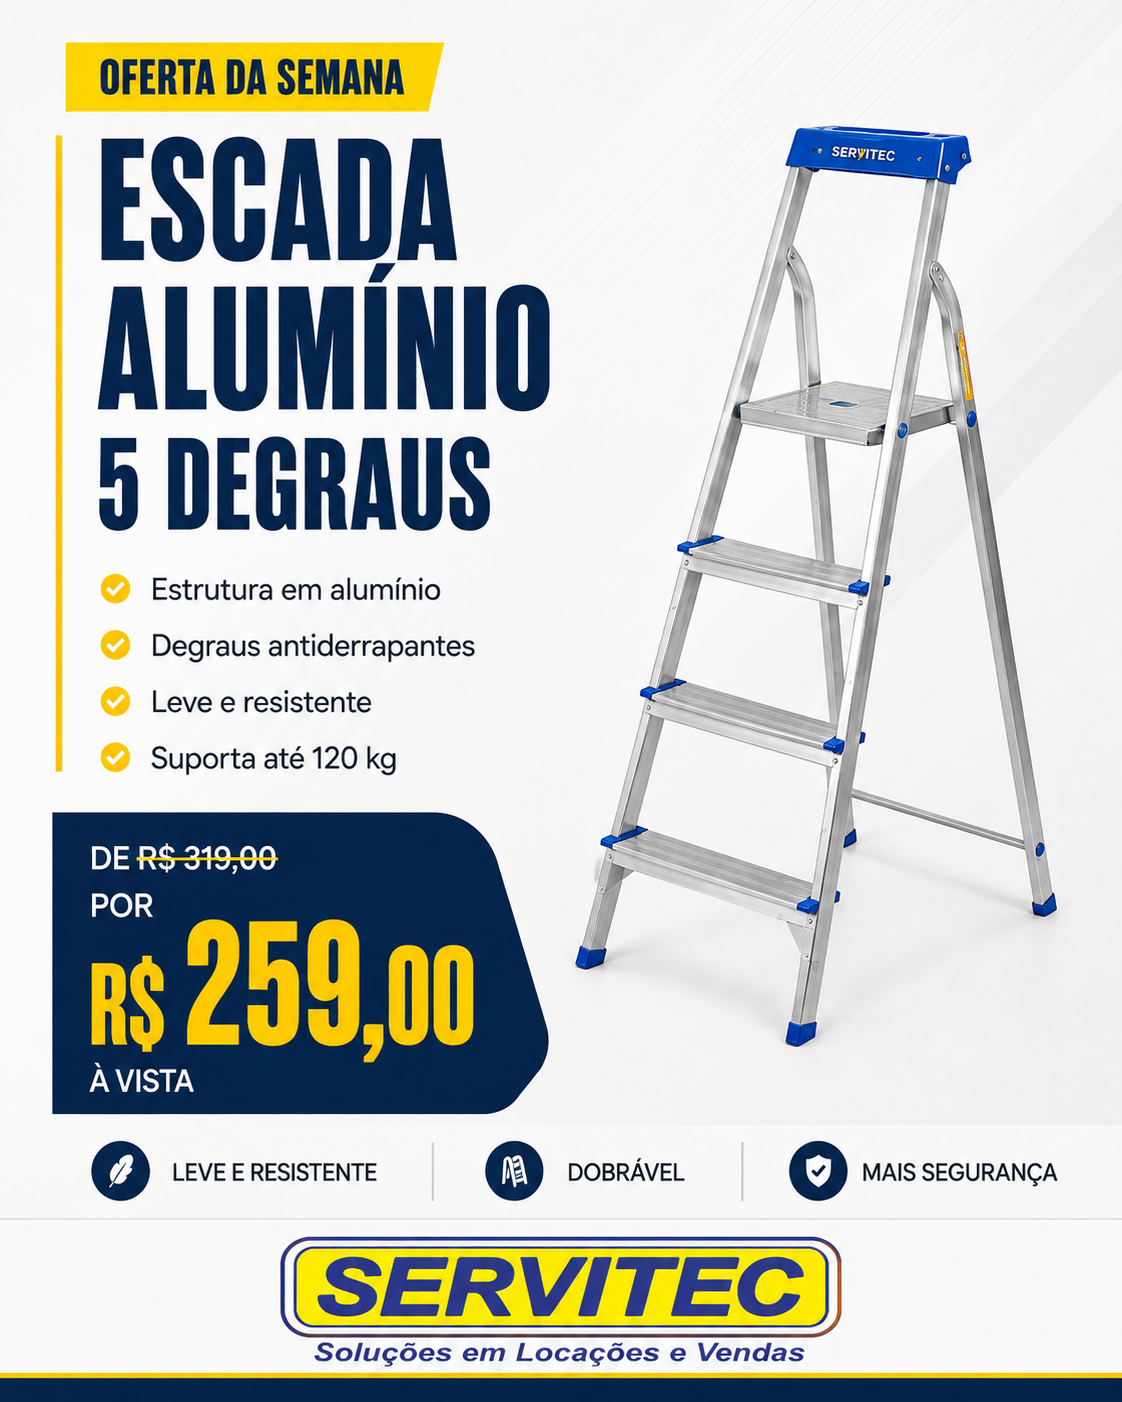 OFERTA DA SEMANA
ESCADA
ALUMÍNIO
5 DEGRAUS
Estrutura em alumínio
Degraus antiderrapantes
Leve e resistente
Suporta até 120 kg
DE R$ 319,00
POR
R$ 259,00
À VISTA
SERVITEC
LEVE E RESISTENTE
DOBRÁVEL
MAIS SEGURANÇA
SERVITEC
Soluções em Locações e Vendas